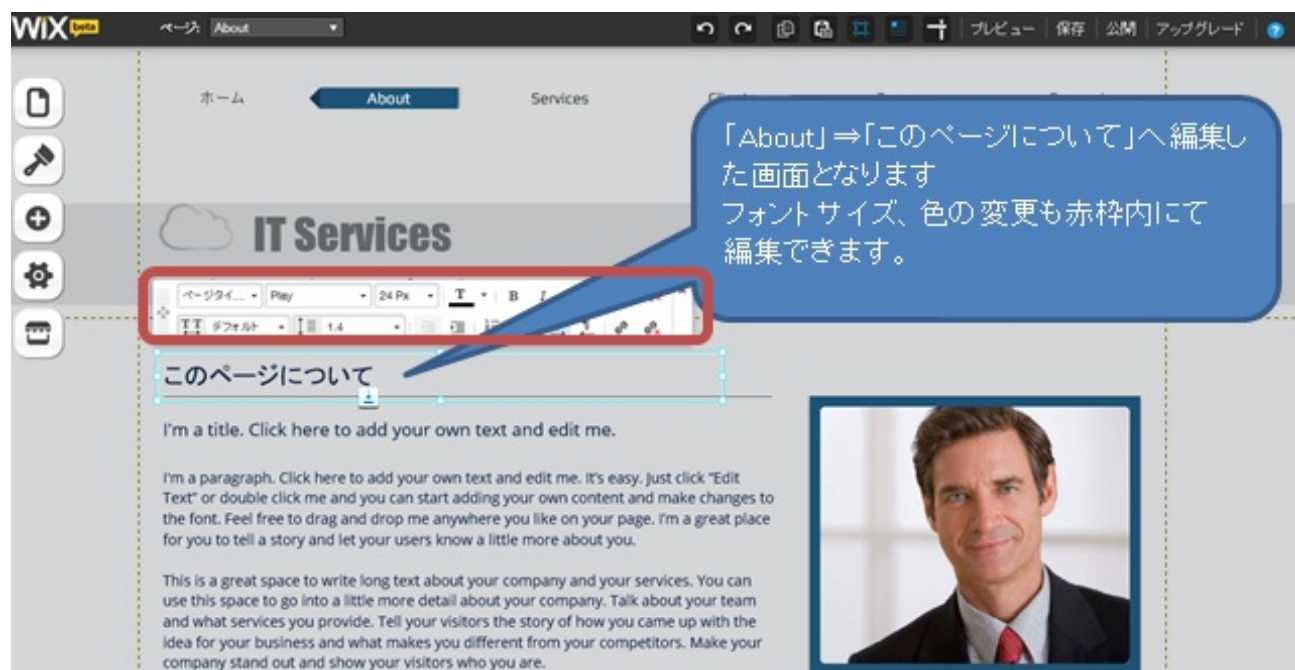 WiX beta ページ: About プレビュー 保存 公開 アップグレード ?
ホーム About Services
「About」⇒「このページについて」へ編集し
た画面となります
フォントサイズ、色の変更も赤枠内にて
編集できます。
IT Services
ページタイ... Play 24 Px T B I
デフォルト 1.4
このページについて
I'm a title. Click here to add your own text and edit me.
I'm a paragraph. Click here to add your own text and edit me. It's easy. Just click "Edit
Text" or double click me and you can start adding your own content and make changes to
the font. Feel free to drag and drop me anywhere you like on your page. I'm a great place
for you to tell a story and let your users know a little more about you.
This is a great space to write long text about your company and your services. You can
use this space to go into a little more detail about your company. Talk about your team
and what services you provide. Tell your visitors the story of how you came up with the
idea for your business and what makes you different from your competitors. Make your
company stand out and show your visitors who you are.